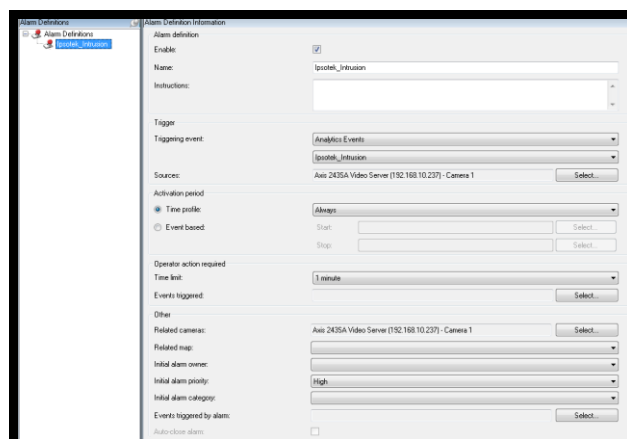 Alarm Definitions
Alarm Definitions
Ipsotek_Intrusion
Alarm Definition Information
Alarm definition
Enable:
Name: Ipsotek_Intrusion
Instructions:
Trigger
Triggering event: Analytics Events
Ipsotek_Intrusion
Sources: Axis 243SA Video Server (192.168.10.237) - Camera 1 Select...
Activation period
Time profile: Always
Event based: Start: Select...
Stop: Select...
Operator action required
Time limit: 1 minute
Events triggered: Select...
Other
Related cameras: Axis 243SA Video Server (192.168.10.237) - Camera 1 Select...
Related map:
Initial alarm owner:
Initial alarm priority: High
Initial alarm category:
Events triggered by alarm: Select...
Auto-close alarm: